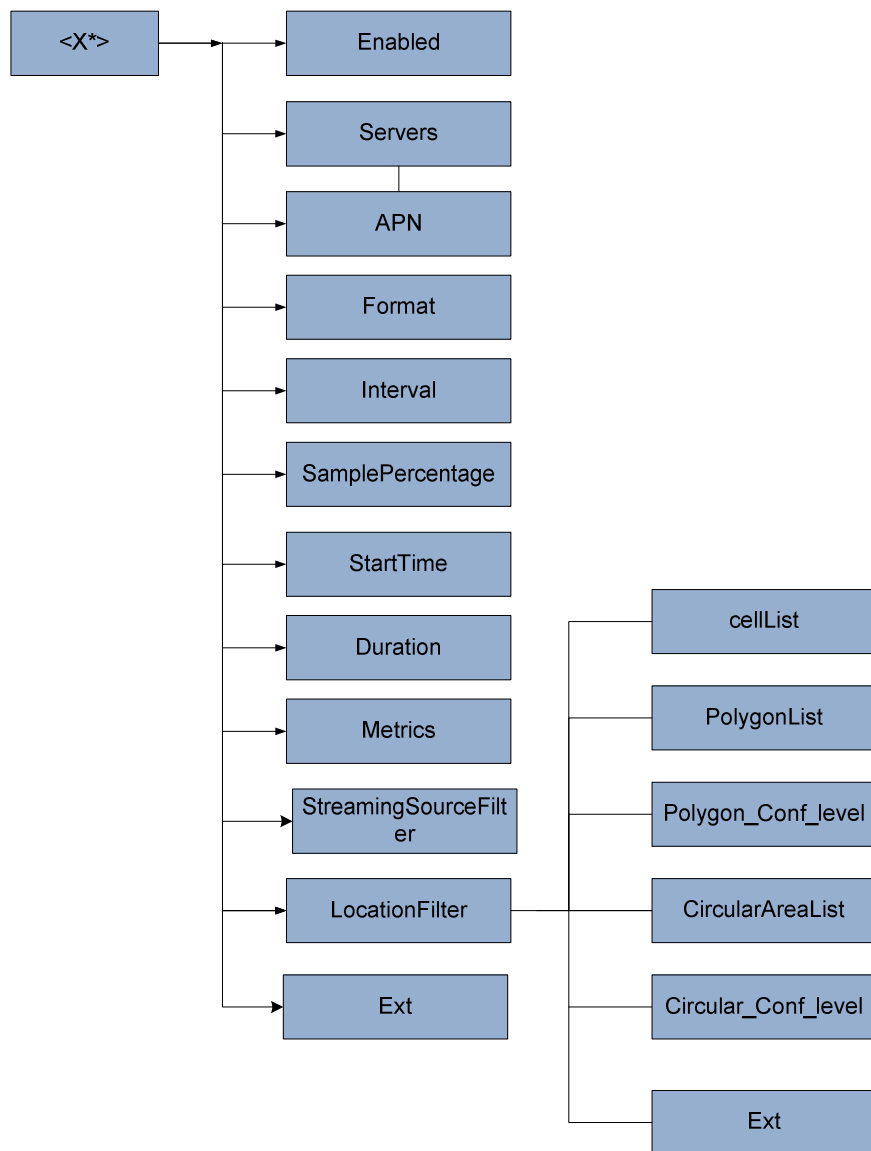 <X*>
Enabled
Servers
APN
Format
Interval
SamplePercentage
StartTime
Duration
Metrics
StreamingSourceFilt
er
LocationFilter
Ext
cellList
PolygonList
Polygon_Conf_level
CircularAreaList
Circular_Conf_level
Ext